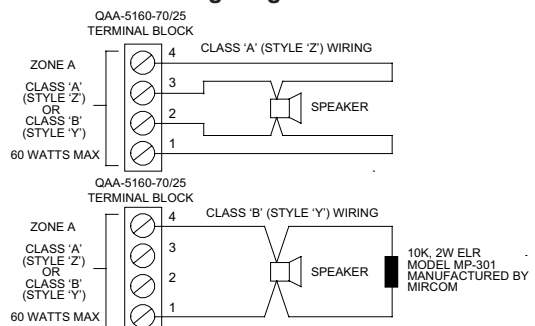 QAA-5160-70/25
TERMINAL BLOCK
CLASS 'A' (STYLE 'Z') WIRING
4
ZONE A
3
CLASS 'A'
(STYLE 'Z')
OR
CLASS 'B'
(STYLE 'Y')
SPEAKER
2
1
60 WATTS MAX
QAA-5160-70/25
TERMINAL BLOCK
CLASS 'B' (STYLE 'Y') WIRING
4
ZONE A
3
CLASS 'A'
(STYLE 'Z')
OR
CLASS 'B'
(STYLE 'Y')
SPEAKER
10K, 2W ELR
MODEL MP-301
MANUFACTURED BY
MIRCOM
2
1
60 WATTS MAX